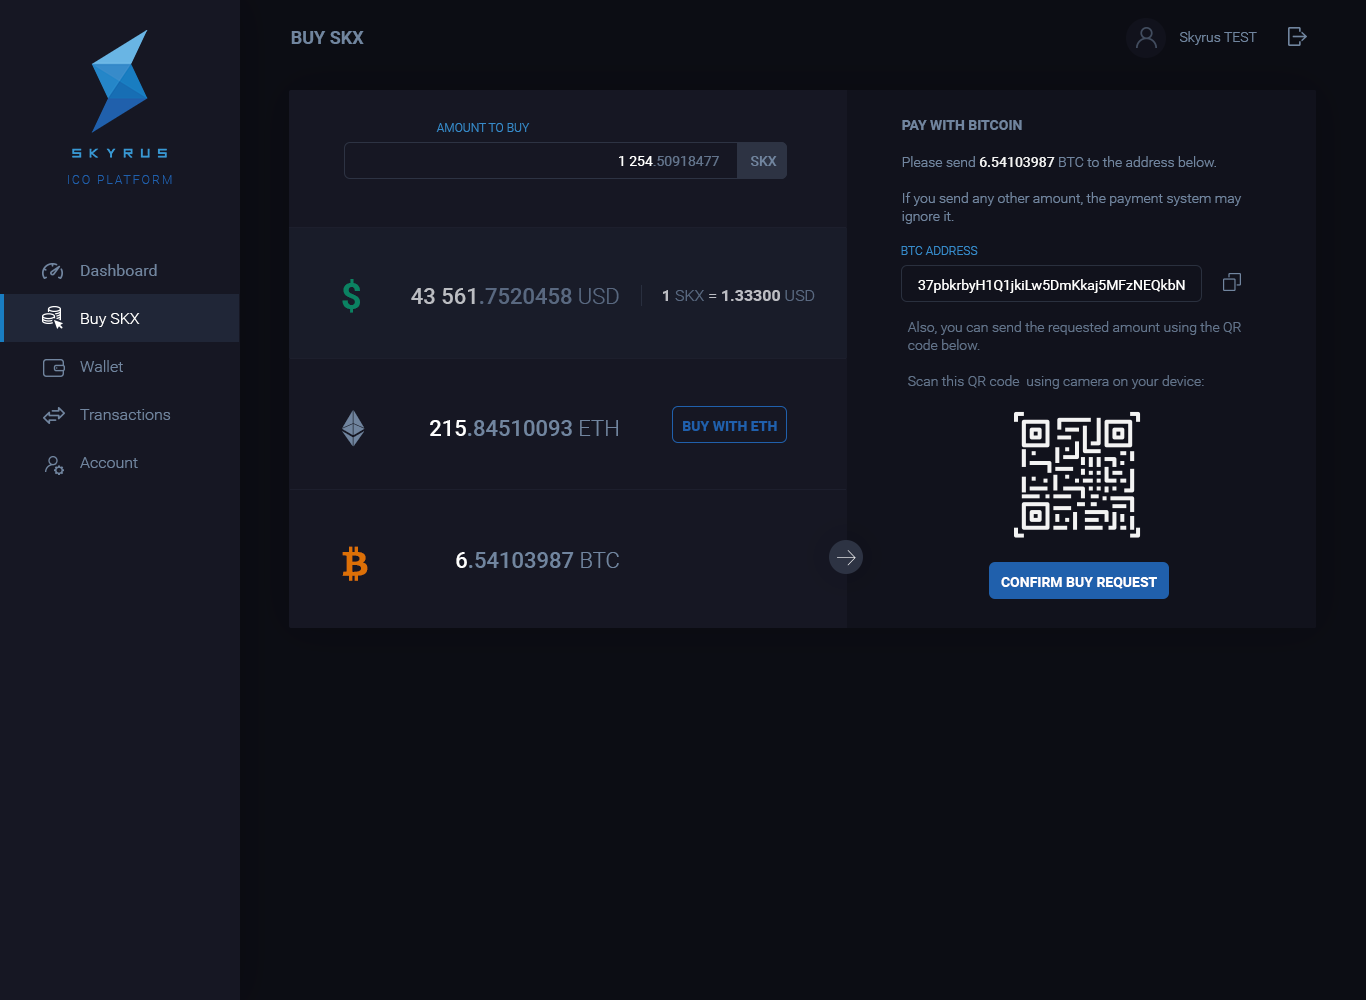 SKYRUS
ICO PLATFORM
Dashboard
Buy SKX
Wallet
Transactions
Account
BUY SKX
Skyrus TEST
AMOUNT TO BUY
1 254.50918477 SKX
43 561.7520458 USD
1 SKX = 1.33300 USD
215.84510093 ETH
BUY WITH ETH
6.54103987 BTC
PAY WITH BITCOIN
Please send 6.54103987 BTC to the address below.
If you send any other amount, the payment system may
ignore it.
BTC ADDRESS
37pbkrbyH1Q1jkiLw5DmKkaj5MFzNEQkbN
Also, you can send the requested amount using the QR
code below.
Scan this QR code using camera on your device:
CONFIRM BUY REQUEST